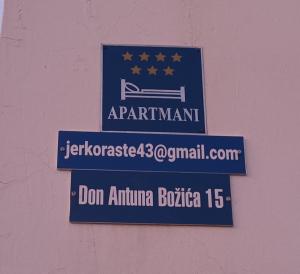 APARTMANI
jerkoraste43@gmail.com
Don Antuna Božića 15